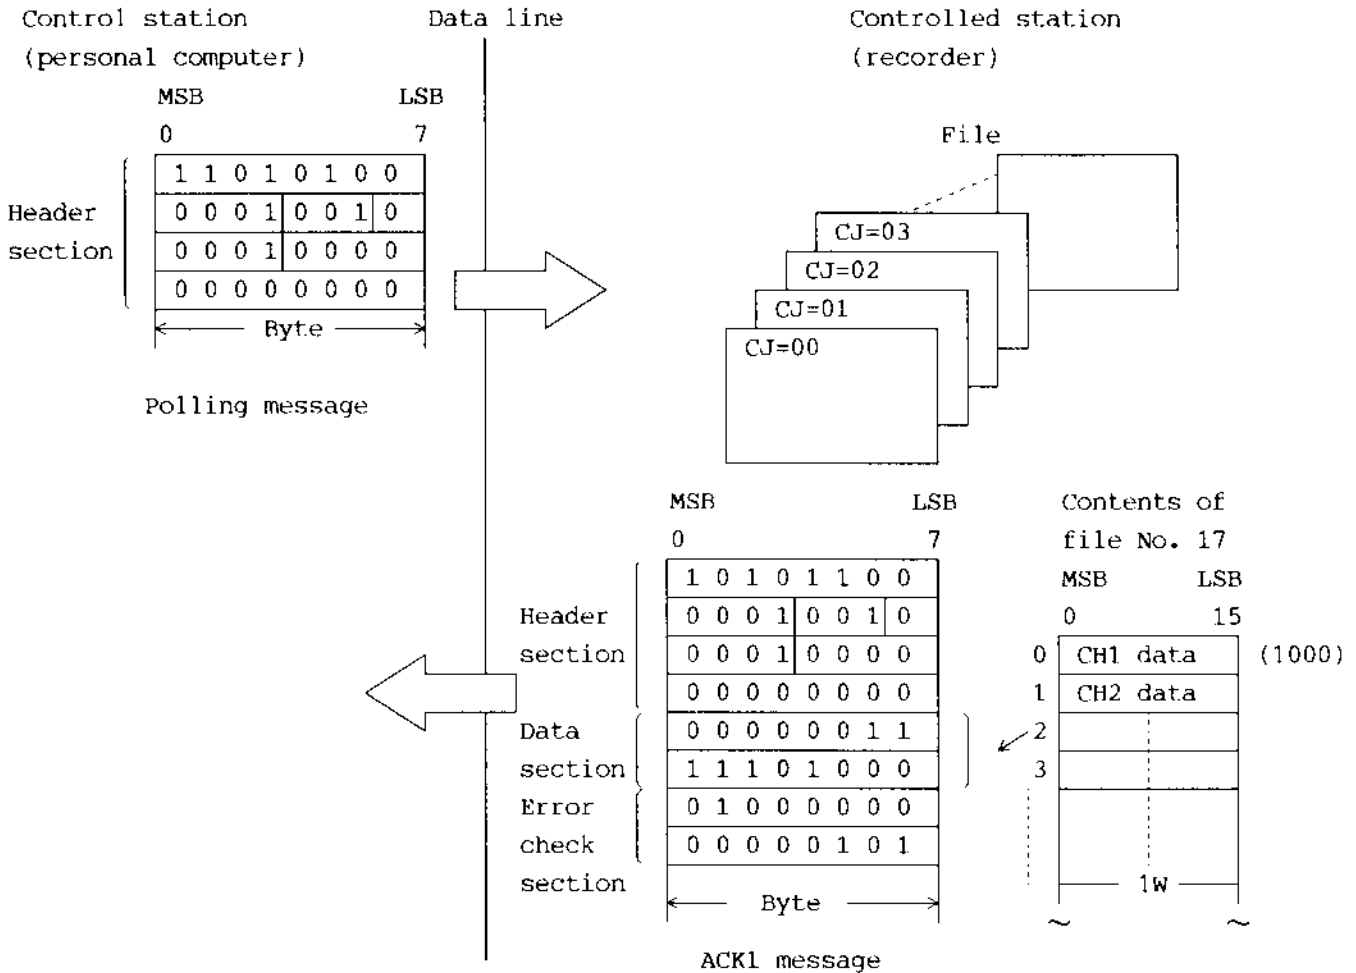 Control station
(personal computer)
Data line
Controlled station
(recorder)
MSB LSB
0 7
Header
section
1 1 0 1 0 1 0 0
0 0 0 1 0 0 1 0
0 0 0 1 0 0 0 0
0 0 0 0 0 0 0 0
Byte
Polling message
File
CJ=03
CJ=02
CJ=01
CJ=00
MSB LSB
0 7
Header
section
1 0 1 0 1 1 0 0
0 0 0 1 0 0 1 0
0 0 0 1 0 0 0 0
0 0 0 0 0 0 0 0
Data
section
0 0 0 0 0 0 1 1
1 1 1 0 1 0 0 0
Error
check
section
0 1 0 0 0 0 0 0
0 0 0 0 0 1 0 1
Byte
ACK1 message
Contents of
file No. 17
MSB LSB
0 15
0 CH1 data (1000)
1 CH2 data
2
3
1W
~ ~